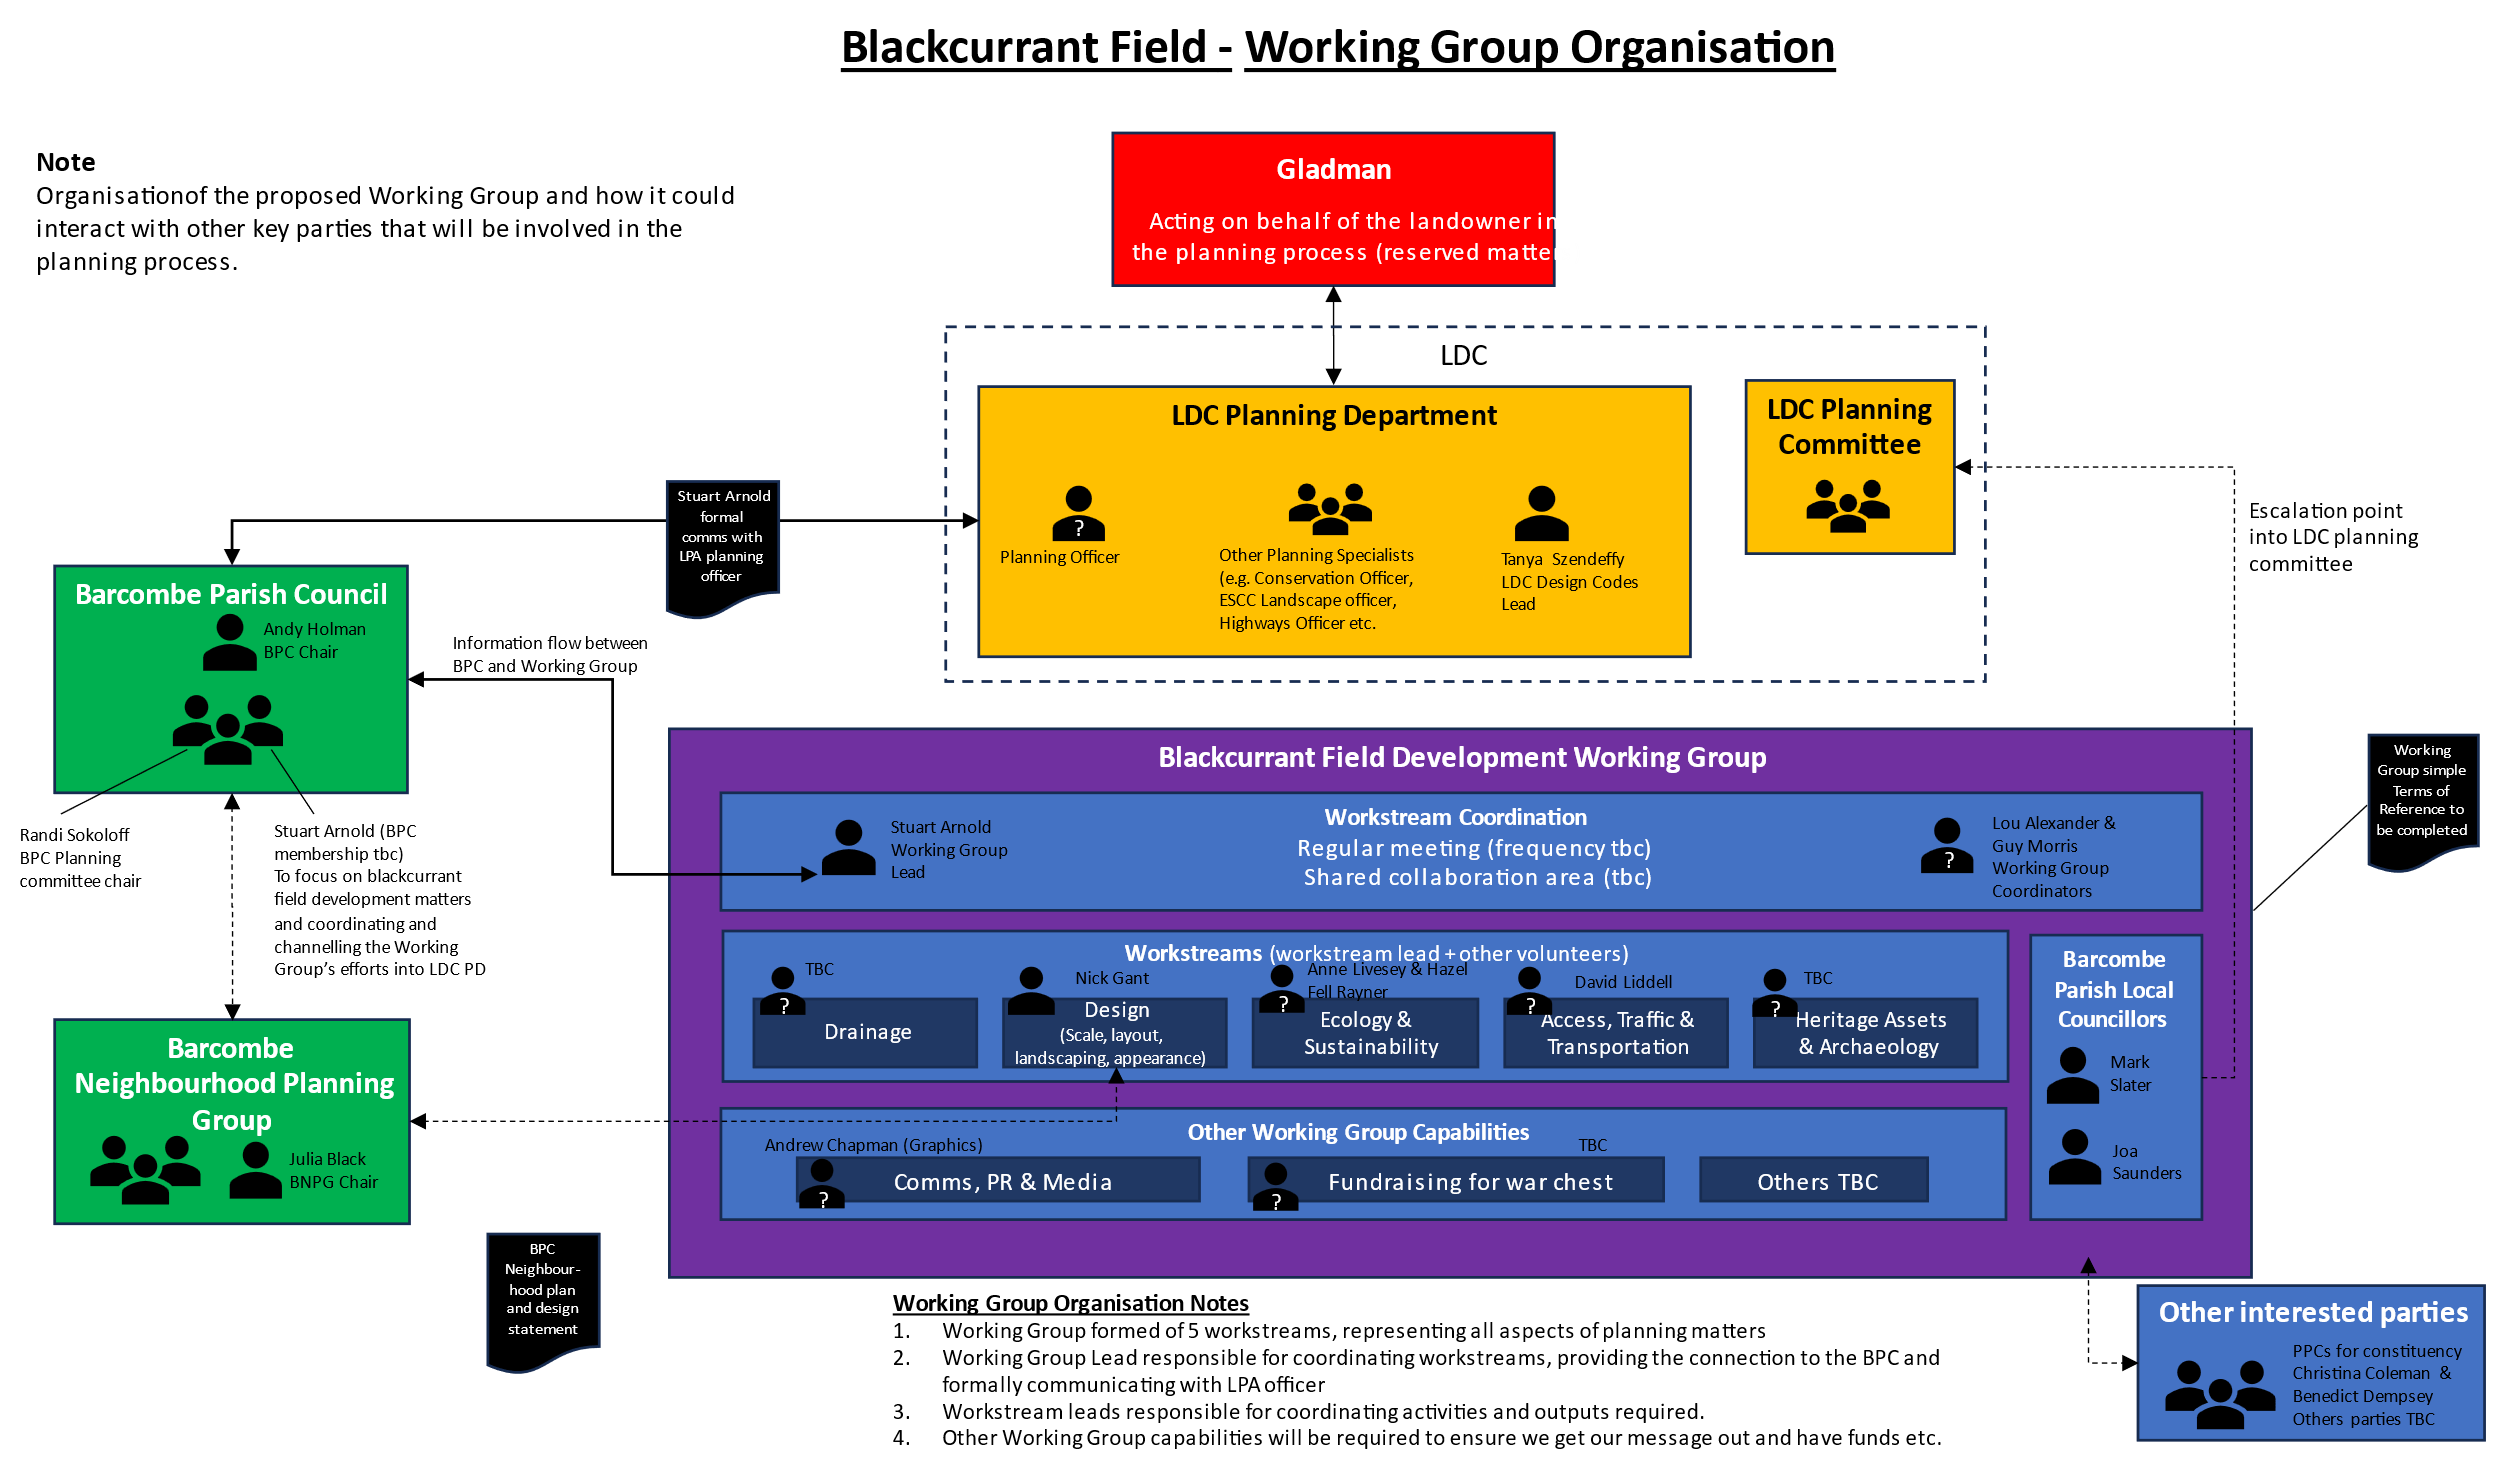 Blackcurrant Field - Working Group Organisation
Note
Organisationof the proposed Working Group and how it could
interact with other key parties that will be involved in the
planning process.
Gladman
Acting on behalf of the landowner in
the planning process (reserved matter
LDC
LDC Planning Department
?
Planning Officer
Other Planning Specialists
(e.g. Conservation Officer,
ESCC Landscape officer,
Highways Officer etc.
Tanya Szendeffy
LDC Design Codes
Lead
LDC Planning
Committee
Escalation point
into LDC planning
committee
Stuart Arnold
formal
comms with
LPA planning
officer
Barcombe Parish Council
Andy Holman
BPC Chair
Information flow between
BPC and Working Group
Randi Sokoloff
BPC Planning
committee chair
Stuart Arnold (BPC
membership tbc)
To focus on blackcurrant
field development matters
and coordinating and
channelling the Working
Group's efforts into LDC PD
Barcombe
Neighbourhood Planning
Group
Julia Black
BNPG Chair
BPC
Neighbour-
hood plan
and design
statement
Blackcurrant Field Development Working Group
Workstream Coordination
Regular meeting (frequency tbc)
Shared collaboration area (tbc)
Stuart Arnold
Working Group
Lead
?
Lou Alexander &
Guy Morris
Working Group
Coordinators
Working
Group simple
Terms of
Reference to
be completed
Workstreams (workstream lead + other volunteers)
TBC
?
Drainage
Nick Gant
Design
(Scale, layout,
landscaping, appearance)
Anne Livesey & Hazel
Fell Rayner
?
Ecology &
Sustainability
David Liddell
?
Access, Traffic &
Transportation
TBC
?
Heritage Assets
& Archaeology
Barcombe
Parish Local
Councillors
Mark
Slater
Joa
Saunders
Other Working Group Capabilities
Andrew Chapman (Graphics)
?
Comms, PR & Media
TBC
?
Fundraising for war chest
Others TBC
Working Group Organisation Notes
1. Working Group formed of 5 workstreams, representing all aspects of planning matters
2. Working Group Lead responsible for coordinating workstreams, providing the connection to the BPC and
formally communicating with LPA officer
3. Workstream leads responsible for coordinating activities and outputs required.
4. Other Working Group capabilities will be required to ensure we get our message out and have funds etc.
Other interested parties
PPCs for constituency
Christina Coleman &
Benedict Dempsey
Others parties TBC